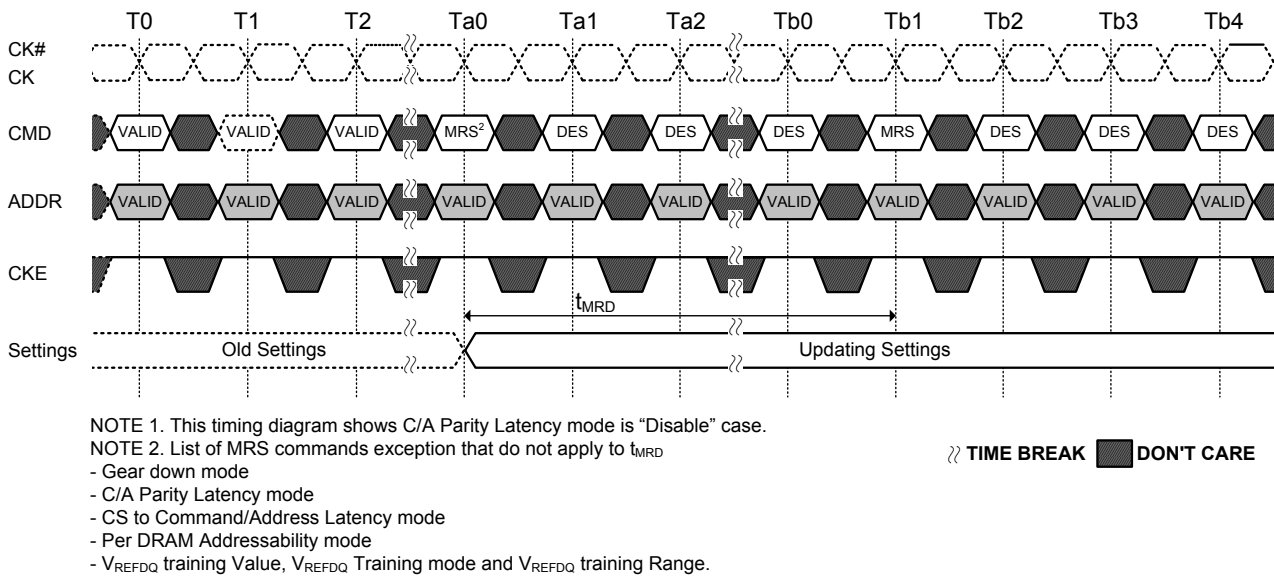 T0 T1 T2 Ta0 Ta1 Ta2 Tb0 Tb1 Tb2 Tb3 Tb4
CK#
CK
CMD VALID VALID VALID MRS² DES DES DES MRS DES DES DES
ADDR VALID VALID VALID VALID VALID VALID VALID VALID VALID VALID VALID
CKE
tMRD
Settings Old Settings Updating Settings
NOTE 1. This timing diagram shows C/A Parity Latency mode is “Disable” case.
NOTE 2. List of MRS commands exception that do not apply to tMRD
- Gear down mode
- C/A Parity Latency mode
- CS to Command/Address Latency mode
- Per DRAM Addressability mode
- VREFDQ training Value, VREFDQ Training mode and VREFDQ training Range.
TIME BREAK DON'T CARE